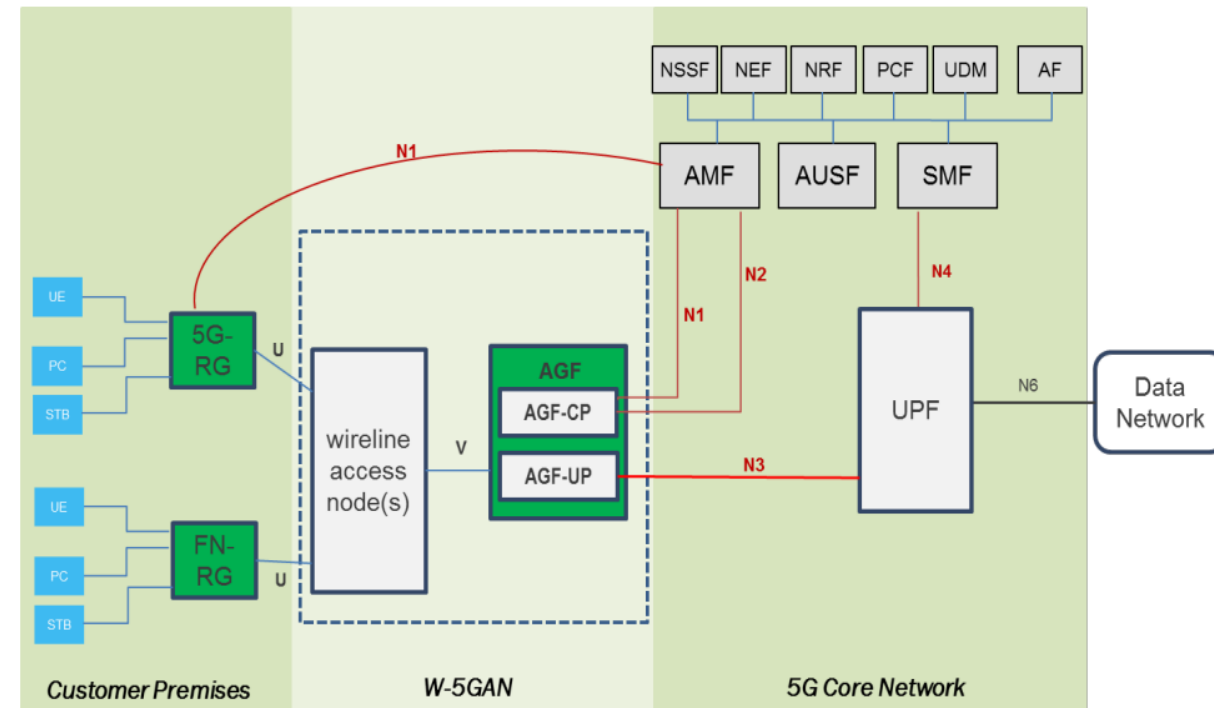 NSSF
NEF
NRF
PCF
UDM
AF
N1
AMF
AUSF
SMF
N1
N2
N4
UE
PC
STB
5G-
RG
U
wireline
access
node(s)
V
AGF
AGF-CP
AGF-UP
N3
UPF
N6
Data
Network
UE
PC
STB
FN-
RG
U
Customer Premises
W-5GAN
5G Core Network